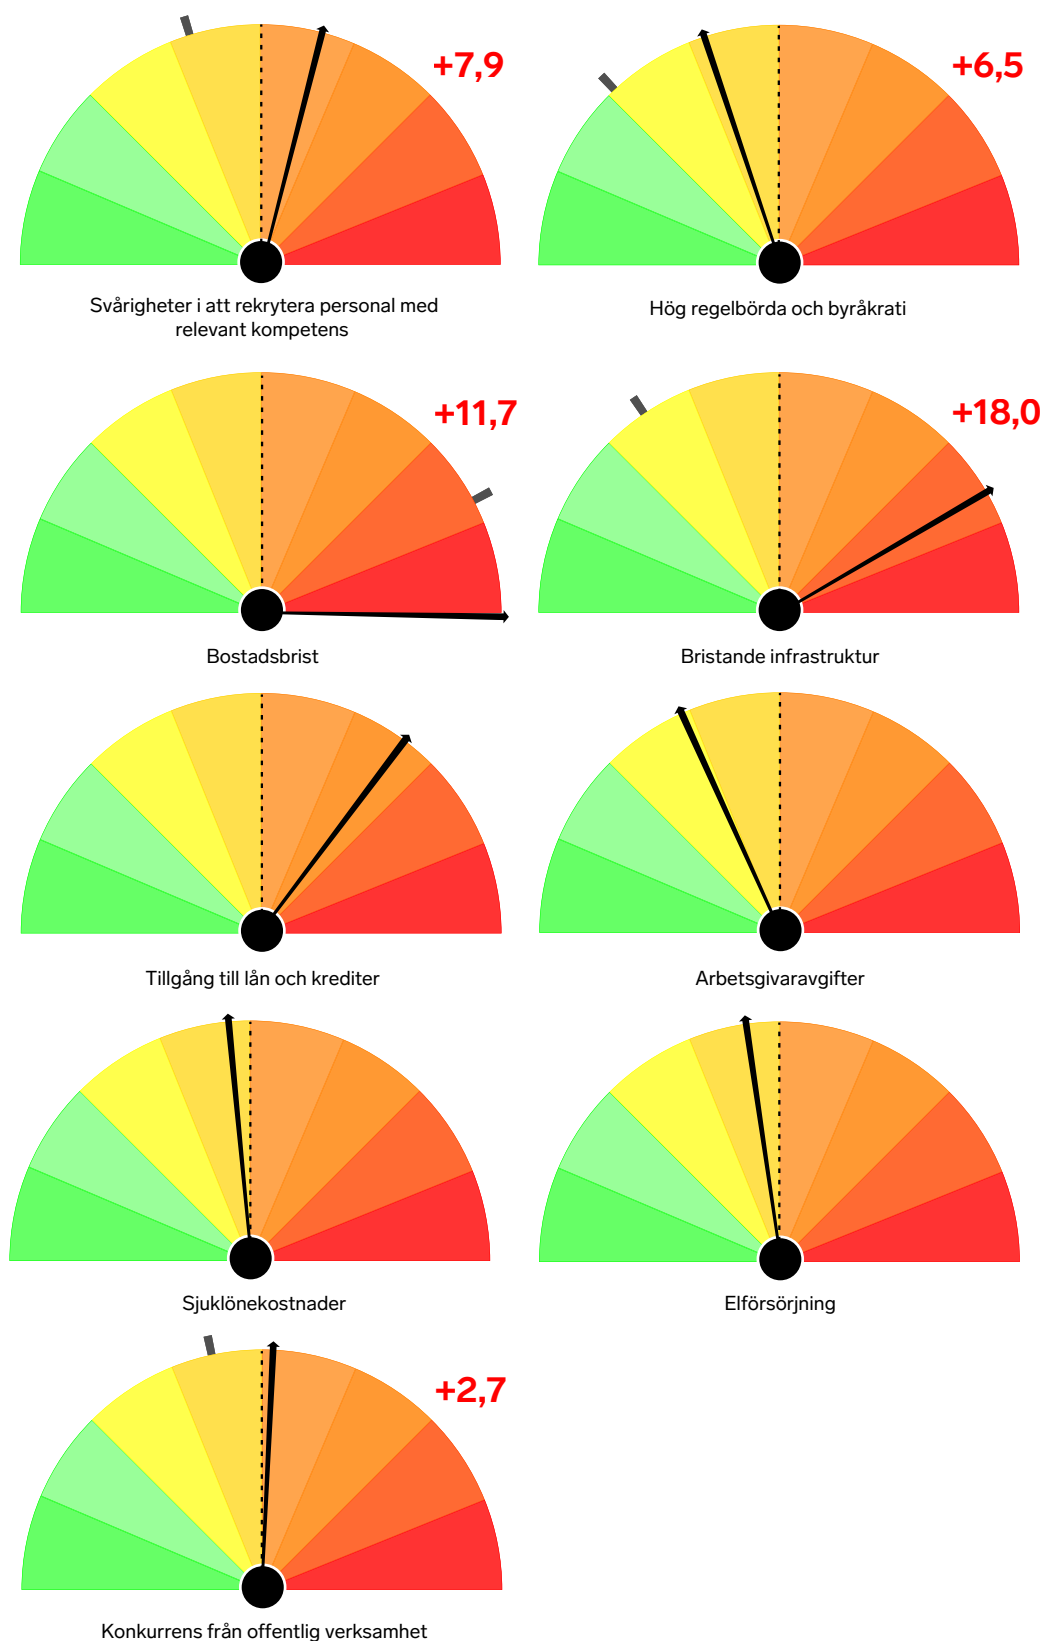 +7,9
Svårigheter i att rekrytera personal med
relevant kompetens
+6,5
Hög regelbörda och byråkrati
+11,7
Bostadsbrist
+18,0
Bristande infrastruktur
Tillgång till lån och krediter
Arbetsgivaravgifter
Sjuklönekostnader
Elförsörjning
+2,7
Konkurrens från offentlig verksamhet